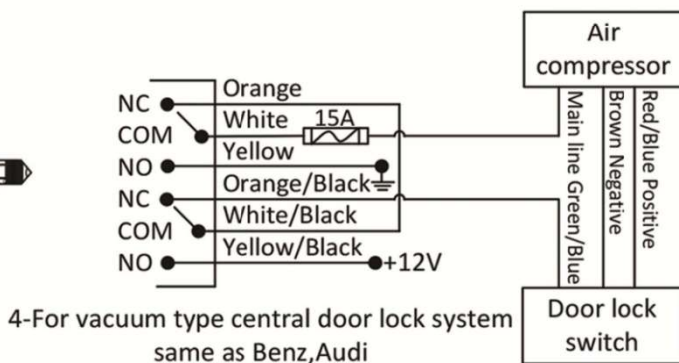 Air
compressor
NC
Orange
COM
White
15A
NO
Yellow
NC
Orange/Black
COM
White/Black
NO
Yellow/Black
+12V
Main line Green/Blue
Brown Negative
Red/Blue Positive
4-For vacuum type central door lock system
same as Benz,Audi
Door lock
switch